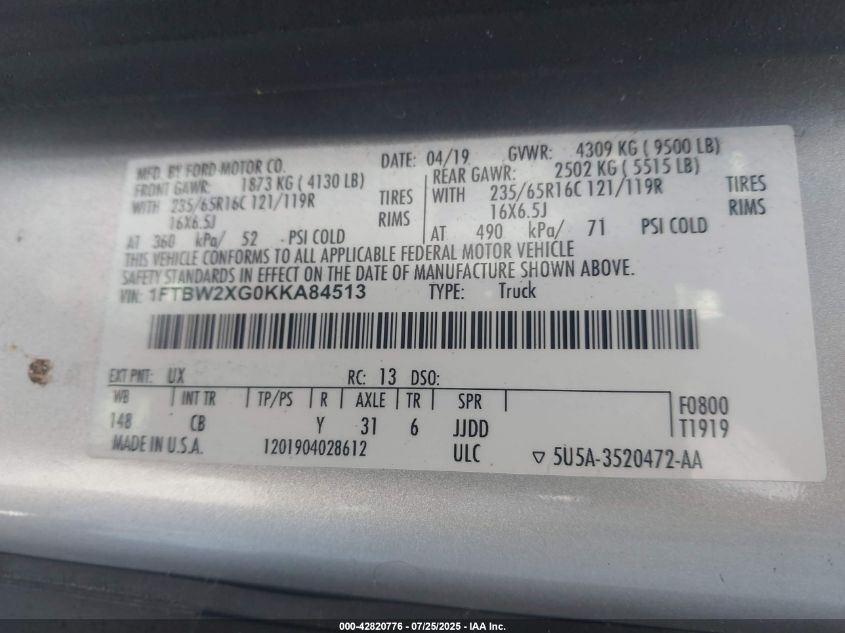 MFD. BY FORD MOTOR CO. DATE: 04/19 GVWR: 4309 KG ( 9500 LB)
FRONT GAWR: 1873 KG ( 4130 LB) REAR GAWR: 2502 KG ( 5515 LB)
WITH 235/65R16C 121/119R TIRES WITH 235/65R16C 121/119R TIRES
16X6.5J RIMS 16X6.5J RIMS
AT 360 kPa/ 52 PSI COLD AT 490 kPa/ 71 PSI COLD
THIS VEHICLE CONFORMS TO ALL APPLICABLE FEDERAL MOTOR VEHICLE
SAFETY STANDARDS IN EFFECT ON THE DATE OF MANUFACTURE SHOWN ABOVE.
VIN: 1FTBW2XG0KKA84513 TYPE: Truck
EXT PNT: UX RC: 13 DSO:
WB INT TR TP/PS R AXLE TR SPR F0800
148 CB Y 31 6 JJDD T1919
MADE IN U.S.A. 1201904028612 ULC ▽ 5U5A-3520472-AA
000-42820776 - 07/25/2025 - IAA Inc.